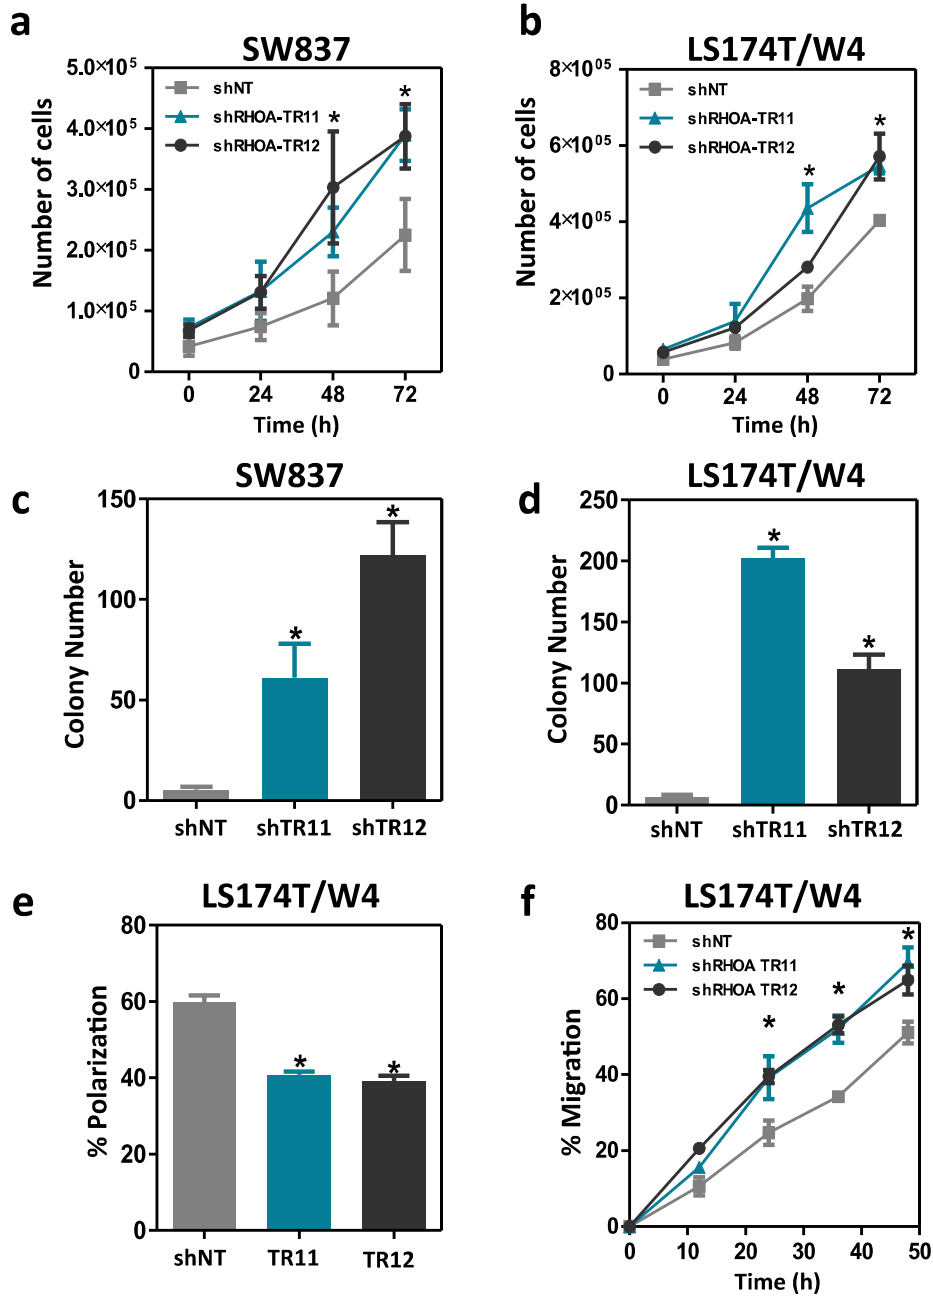 a
SW837
Number of cells
5.0×10⁵
4.0×10⁵
3.0×10⁵
2.0×10⁵
1.0×10⁵
0
shNT
shRHOA-TR11
shRHOA-TR12
*
*
0 24 48 72
Time (h)
b
LS174T/W4
Number of cells
8×10⁰⁵
6×10⁰⁵
4×10⁰⁵
2×10⁰⁵
0
shNT
shRHOA-TR11
shRHOA-TR12
*
*
0 24 48 72
Time (h)
c
SW837
Colony Number
150
100
50
0
*
*
shNT shTR11 shTR12
d
LS174T/W4
Colony Number
250
200
150
100
50
0
*
*
shNT shTR11 shTR12
e
LS174T/W4
% Polarization
80
60
40
20
0
*
*
shNT TR11 TR12
f
LS174T/W4
% Migration
80
60
40
20
0
shNT
shRHOA TR11
shRHOA TR12
*
*
*
0 10 20 30 40 50
Time (h)